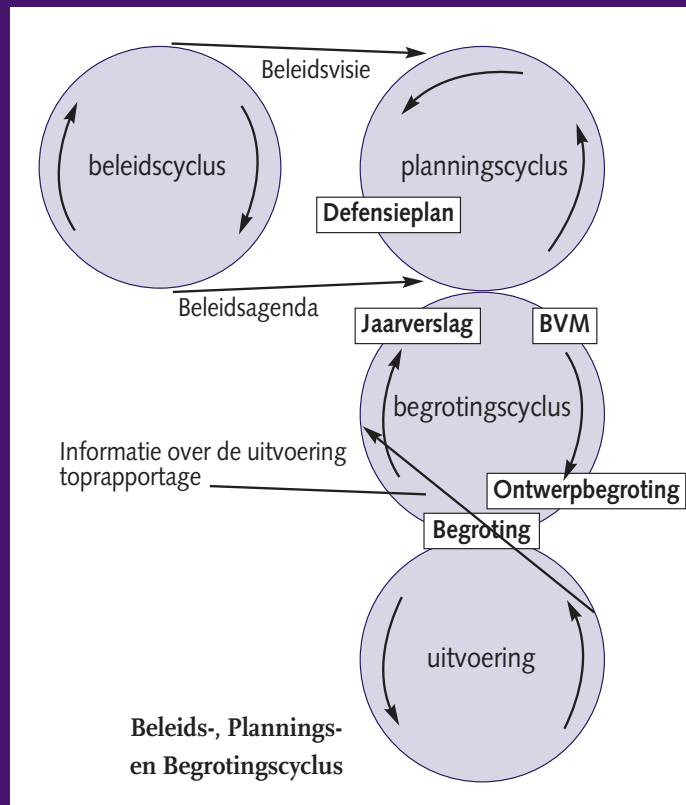 Beleidsvisie
beleidscyclus
planningscyclus
Defensieplan
Beleidsagenda
Jaarverslag
BVM
begrotingscyclus
Informatie over de uitvoering
toprapportage
Ontwerpbegroting
Begroting
uitvoering
Beleids-, Plannings-
en Begrotingscyclus